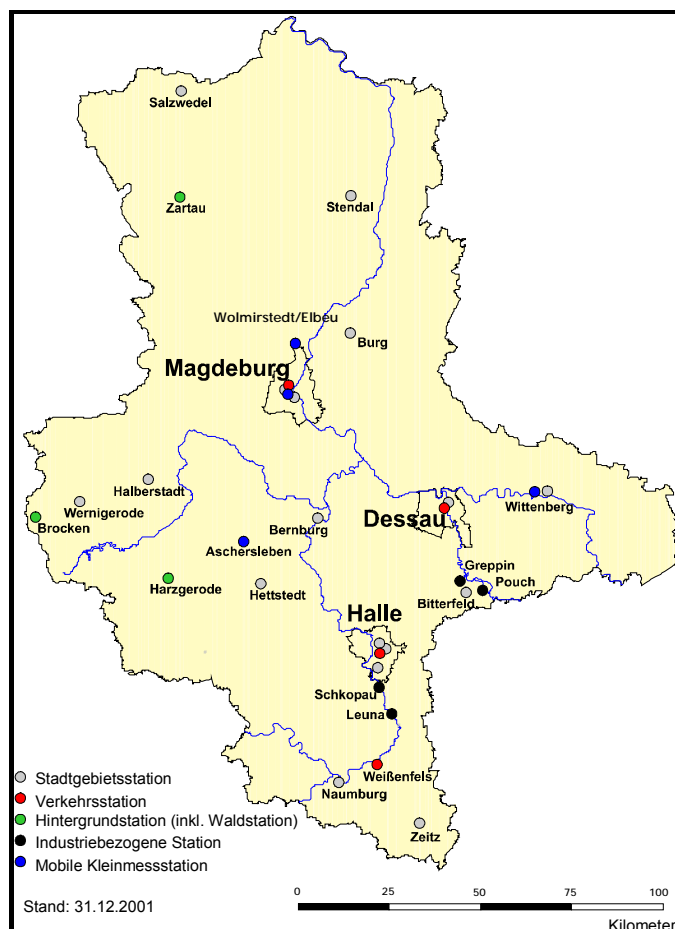 Salzwedel
Zartau
Stendal
Wolmirstedt/Elbeu
Burg
Magdeburg
Halberstadt
Wernigerode
Brocken
Bernburg
Aschersleben
Dessau
Wittenberg
Greppin
Pouch
Harzgerode
Hettstedt
Bitterfeld
Halle
Schkopau
Leuna
Weißenfels
Naumburg
Zeitz
Stadtgebietsstation
Verkehrsstation
Hintergrundstation (inkl. Waldstation)
Industriebezogene Station
Mobile Kleinmessstation
Stand: 31.12.2001
0 25 50 75 100
Kilometer